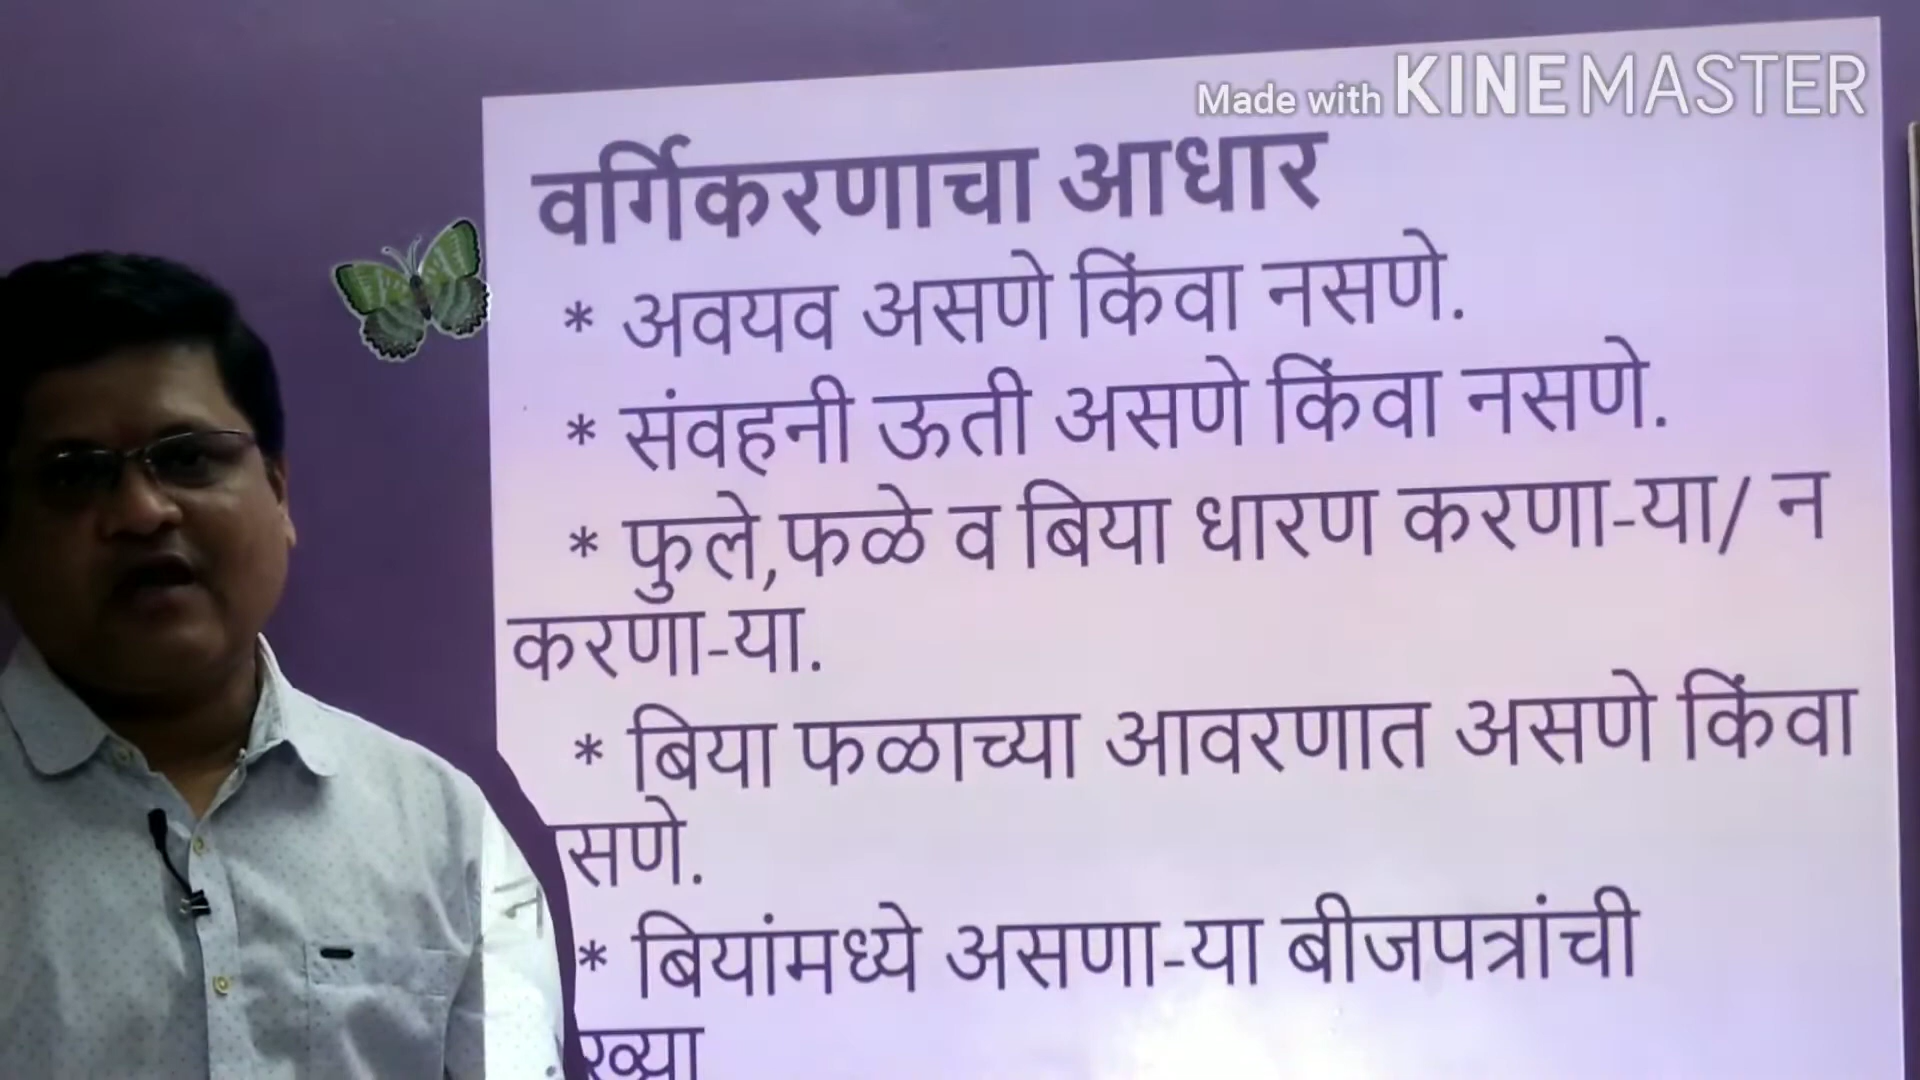 Made with KINEMASTER
वर्गिकरणाचा आधार
* अवयव असणे किंवा नसणे.
* संवहनी ऊती असणे किंवा नसणे.
* फुले,फळे व बिया धारण करणा-या/ न
करणा-या.
* बिया फळाच्या आवरणात असणे किंवा
सणे.
* बियांमध्ये असणा-या बीजपत्रांची